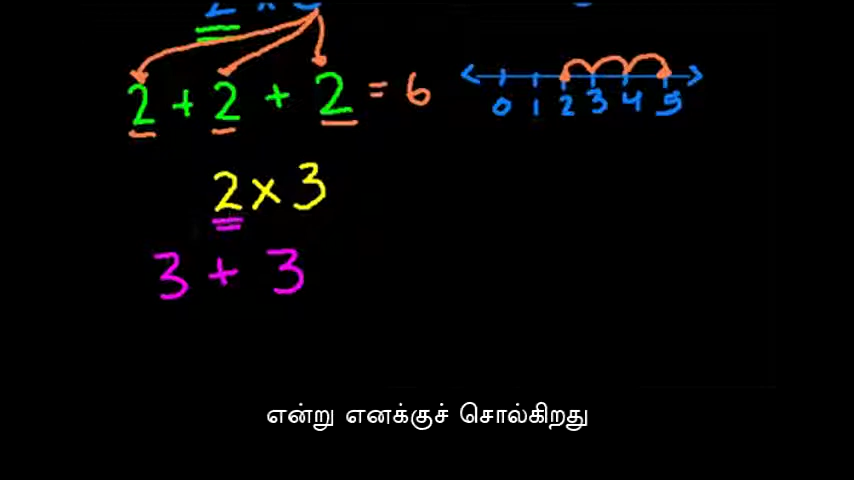 2 + 2 + 2 = 6
0 1 2 3 4 5
2 x 3
3 + 3
என்று எனக்குச் சொல்கிறது